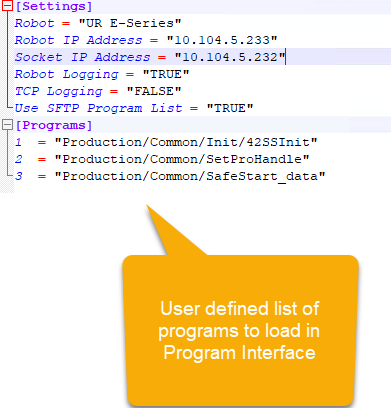 [Settings]
Robot = "UR E-Series"
Robot IP Address = "10.104.5.233"
Socket IP Address = "10.104.5.232"
Robot Logging = "TRUE"
TCP Logging = "FALSE"
Use SFTP Program List = "TRUE"
[Programs]
1 = "Production/Common/Init/42SSInit"
2 = "Production/Common/SetProHandle"
3 = "Production/Common/SafeStart_data"
User defined list of
programs to load in
Program Interface